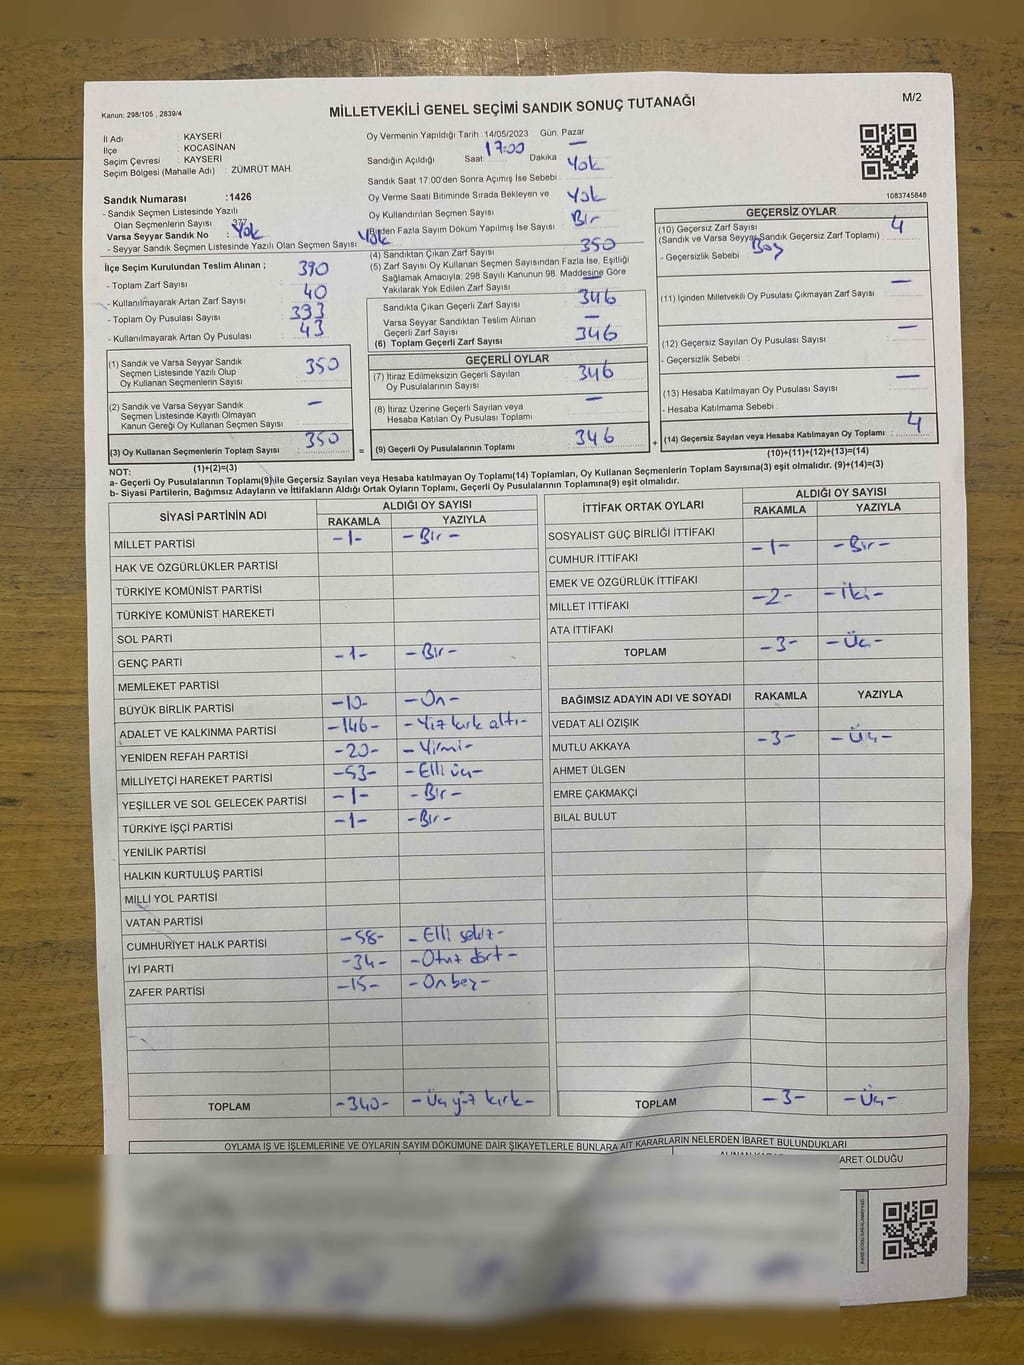 Kanun; 298/105 , 2839/4
MİLLETVEKİLİ GENEL SEÇİMİ SANDIK SONUÇ TUTANAĞI
M/2
İl Adı : KAYSERİ
İlçe : KOCASİNAN
Seçim Çevresi : KAYSERİ
Seçim Bölgesi (Mahalle Adı) : ZÜMRÜT MAH.
Sandık Numarası :1426
- Sandık Seçmen Listesinde Yazılı
Olan Seçmenlerin Sayısı : 377
Varsa Seyyar Sandık No : Yok
- Seyyar Sandık Seçmen Listesinde Yazılı Olan Seçmen Sayısı Yok
Oy Vermenin Yapıldığı Tarih 14/05/2023 Gün. Pazar
Sandığın Açıldığı Saat 17:00 Dakika —
Sandık Saat 17:00'den Sonra Açımış İse Sebebi. Yok
Oy Verme Saati Bitiminde Sırada Bekleyen ve
Oy Kullandırılan Seçmen Sayısı Yok
Birden Fazla Sayım Döküm Yapılmış İse Sayısı Bir
(4) Sandıktan Çıkan Zarf Sayısı 350
(5) Zarf Sayısı Oy Kullanan Seçmen Sayısından Fazla İse, Eşitliği
Sağlamak Amacıyla, 298 Sayılı Kanunun 98. Maddesine Göre
Yakılarak Yok Edilen Zarf Sayısı —
1083745848
İlçe Seçim Kurulundan Teslim Alınan ;
- Toplam Zarf Sayısı 390
- Kullanılmayarak Artan Zarf Sayısı 40
- Toplam Oy Pusulası Sayısı 393
- Kullanılmayarak Artan Oy Pusulası 43
Sandıkta Çıkan Geçerli Zarf Sayısı 346
Varsa Seyyar Sandıktan Teslim Alınan
Geçerli Zarf Sayısı —
(6) Toplam Geçerli Zarf Sayısı 346
(1) Sandık ve Varsa Seyyar Sandık
Seçmen Listesinde Yazılı Olup
Oy Kullanan Seçmenlerin Sayısı 350
(2) Sandık ve Varsa Seyyar Sandık
Seçmen Listesinde Kayıtlı Olmayan
Kanun Gereği Oy Kullanan Seçmen Sayısı —
(3) Oy Kullanan Seçmenlerin Toplam Sayısı 350
(1)+(2)=(3)
=
GEÇERLİ OYLAR
(7) İtiraz Edilmeksizin Geçerli Sayılan
Oy Pusulalarının Sayısı 346
(8) İtiraz Üzerine Geçerli Sayılan veya
Hesaba Katılan Oy Pusulası Toplamı —
(9) Geçerli Oy Pusulalarının Toplamı 346
+
GEÇERSİZ OYLAR
(10) Geçersiz Zarf Sayısı 4
(Sandık ve Varsa Seyyar Sandık Geçersiz Zarf Toplamı)
- Geçersizlik Sebebi Boş
(11) İçinden Milletvekili Oy Pusulası Çıkmayan Zarf Sayısı —
(12) Geçersiz Sayılan Oy Pusulası Sayısı —
- Geçersizlik Sebebi
(13) Hesaba Katılmayan Oy Pusulası Sayısı —
- Hesaba Katılmama Sebebi
(14) Geçersiz Sayılan veya Hesaba Katılmayan Oy Toplamı 4
(10)+(11)+(12)+(13)=(14)
NOT:
a- Geçerli Oy Pusulalarının Toplamı(9)ile Geçersiz Sayılan veya Hesaba katılmayan Oy Toplamı(14) Toplamları, Oy Kullanan Seçmenlerin Toplam Sayısına(3) eşit olmalıdır. (9)+(14)=(3)
b- Siyasi Partilerin, Bağımsız Adayların ve İttifakların Aldığı Ortak Oyların Toplamı, Geçerli Oy Pusulalarının Toplamına(9) eşit olmalıdır.
SİYASİ PARTİNİN ADI ALDIĞI OY SAYISI
RAKAMLA YAZIYLA
MİLLET PARTİSİ -1- -Bir-
HAK VE ÖZGÜRLÜKLER PARTİSİ
TÜRKİYE KOMÜNİST PARTİSİ
TÜRKİYE KOMÜNİST HAREKETİ
SOL PARTİ
GENÇ PARTİ -1- -Bir-
MEMLEKET PARTİSİ
BÜYÜK BİRLİK PARTİSİ -10- -On-
ADALET VE KALKINMA PARTİSİ -146- -Yüz kırk altı-
YENİDEN REFAH PARTİSİ -20- -Yirmi-
MİLLİYETÇİ HAREKET PARTİSİ -53- -Elli üç-
YEŞİLLER VE SOL GELECEK PARTİSİ -1- -Bir-
TÜRKİYE İŞÇİ PARTİSİ -1- -Bir-
YENİLİK PARTİSİ
HALKIN KURTULUŞ PARTİSİ
MİLLİ YOL PARTİSİ
VATAN PARTİSİ
CUMHURİYET HALK PARTİSİ -58- -Elli sekiz-
İYİ PARTİ -34- -Otuz dört-
ZAFER PARTİSİ -15- -On beş-
TOPLAM -340- -Üç yüz kırk-
İTTİFAK ORTAK OYLARI ALDIĞI OY SAYISI
RAKAMLA YAZIYLA
SOSYALİST GÜÇ BİRLİĞİ İTTİFAKI
CUMHUR İTTİFAKI -1- -Bir-
EMEK VE ÖZGÜRLÜK İTTİFAKI
MİLLET İTTİFAKI -2- -İki-
ATA İTTİFAKI
TOPLAM -3- -Üç-
BAĞIMSIZ ADAYIN ADI VE SOYADI RAKAMLA YAZIYLA
VEDAT ALİ ÖZIŞIK
MUTLU AKKAYA -3- -Üç-
AHMET ÜLGEN
EMRE ÇAKMAKÇİ
BİLAL BULUT
TOPLAM -3- -Üç-
OYLAMA İŞ VE İŞLEMLERİNE VE OYLARIN SAYIM DÖKÜMÜNE DAİR ŞİKAYETLERLE BUNLARA AİT KARARLARIN NELERDEN İBARET BULUNDUKLARI
ARET OLDUĞU